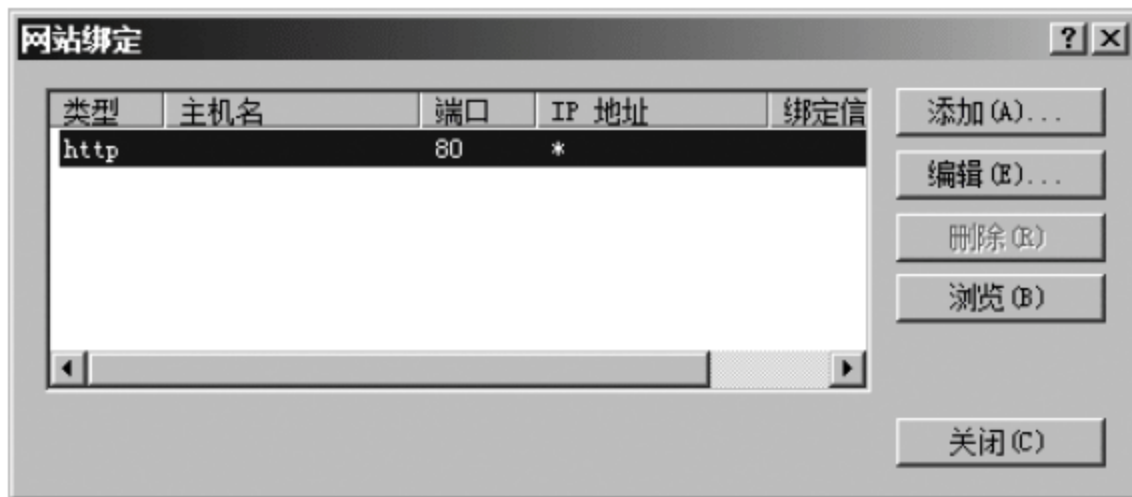 网站绑定
类型 主机名 端口 IP 地址 绑定信
http 80 *
添加(A)...
编辑(E)...
删除(R)
浏览(B)
关闭(C)